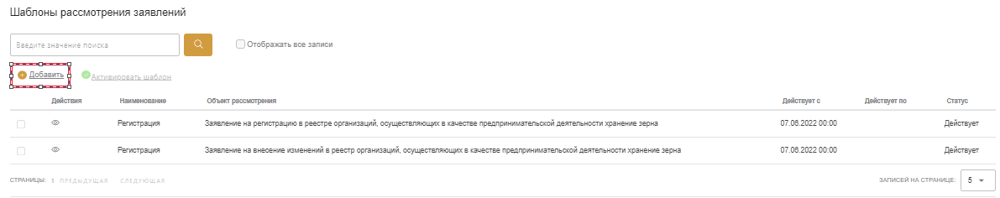 Шаблоны рассмотрения заявлений
Введите значение поиска
Отображать все записи
Добавить
Активировать шаблон
Действия Наименование Объект рассмотрения Действует с Действует по Статус
Регистрация Заявление на регистрацию в реестре организаций, осуществляющих в качестве предпринимательской деятельности хранение зерна 07.06.2022 00:00 Действует
Регистрация Заявление на внесение изменений в реестр организаций, осуществляющих в качестве предпринимательской деятельности хранение зерна 07.06.2022 00:00 Действует
СТРАНИЦЫ: 1 ПРЕДЫДУЩАЯ СЛЕДУЮЩАЯ ЗАПИСЕЙ НА СТРАНИЦЕ: 5